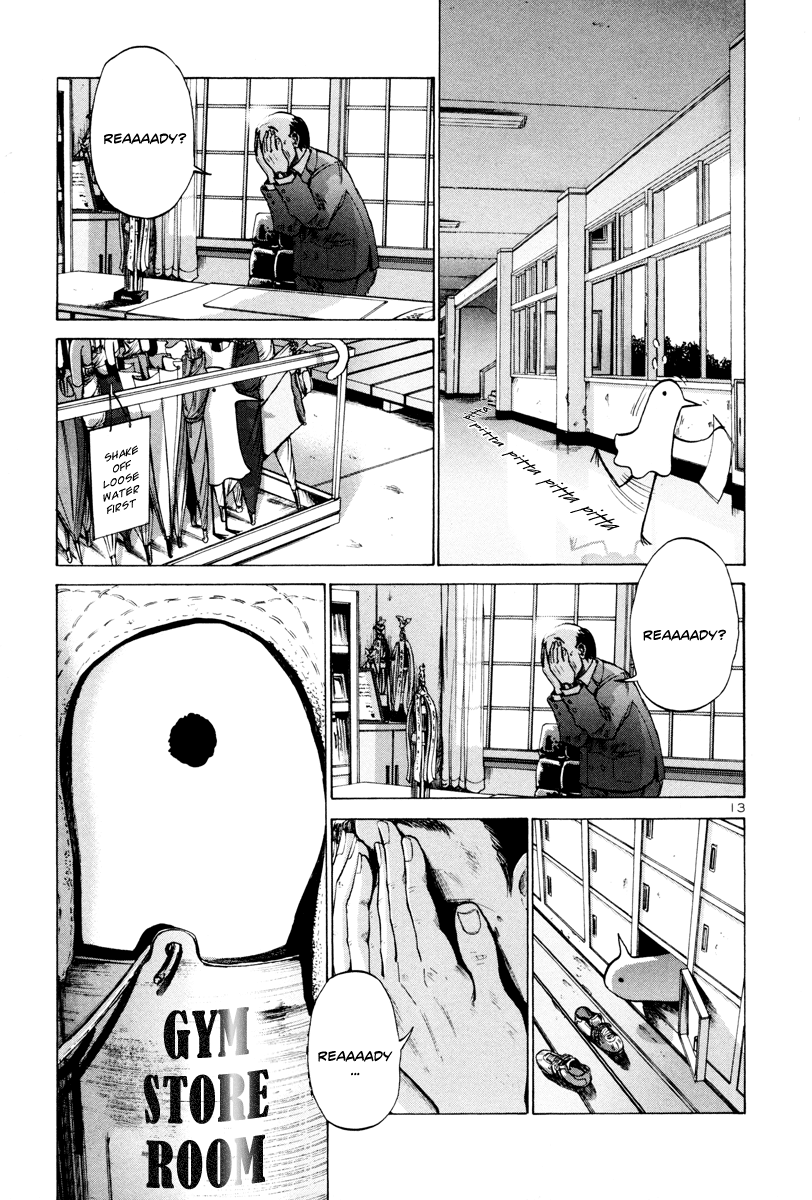 pitta pitta pitta pitta pitta
REAAAADY?
SHAKE
OFF
LOOSE
WATER
FIRST
REAAAADY?
13
GYM
STORE
ROOM
REAAAADY
...